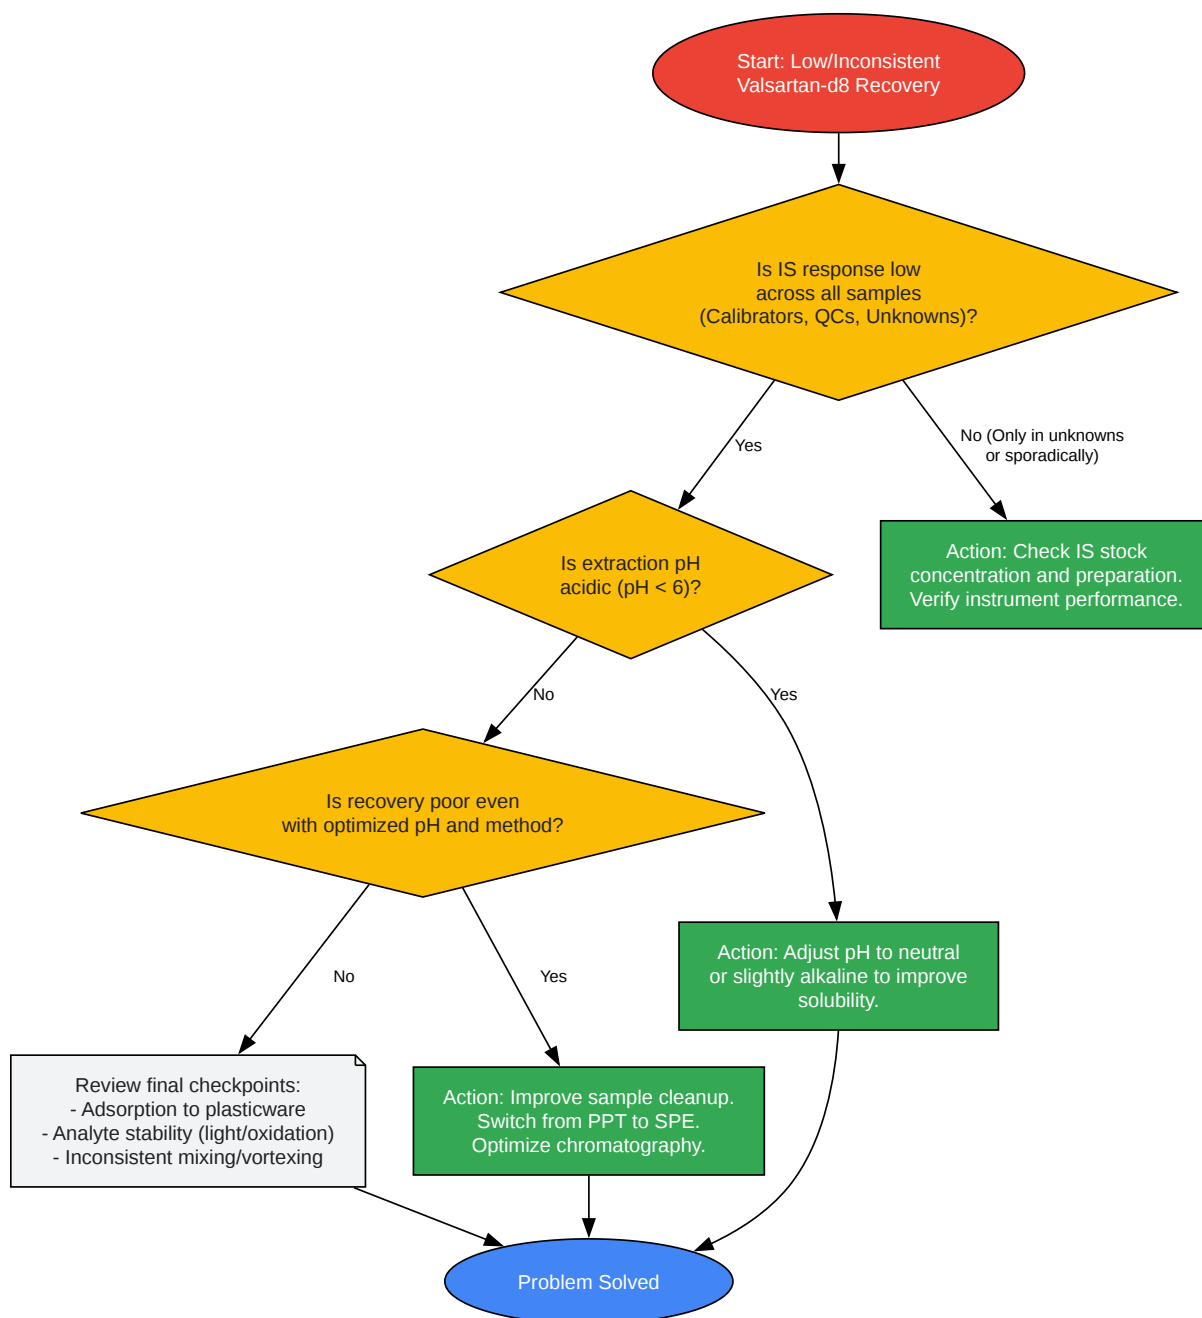 Start: Low/Inconsistent
Valsartan-d8 Recovery
Is IS response low
across all samples
(Calibrators, QCs, Unknowns)?
Yes
No (Only in unknowns
or sporadically)
Is extraction pH
acidic (pH < 6)?
Action: Check IS stock
concentration and preparation.
Verify instrument performance.
No
Yes
Is recovery poor even
with optimized pH and method?
No
Yes
Action: Adjust pH to neutral
or slightly alkaline to improve
solubility.
Review final checkpoints:
- Adsorption to plasticware
- Analyte stability (light/oxidation)
- Inconsistent mixing/vortexing
Action: Improve sample cleanup.
Switch from PPT to SPE.
Optimize chromatography.
Problem Solved